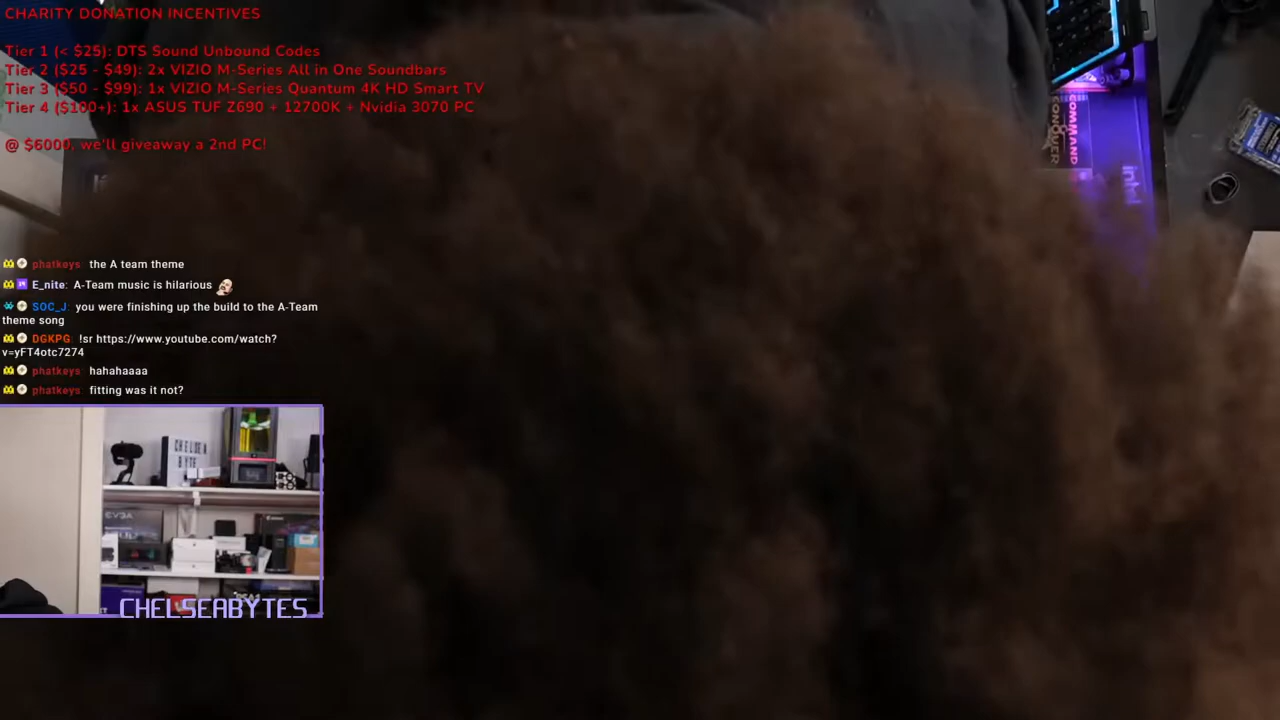 CHARITY DONATION INCENTIVES
Tier 1 (< $25): DTS Sound Unbound Codes
Tier 2 ($25 - $49): 2x VIZIO M-Series All in One Soundbars
Tier 3 ($50 - $99): 1x VIZIO M-Series Quantum 4K HD Smart TV
Tier 4 ($100+): 1x ASUS TUF Z690 + 12700K + Nvidia 3070 PC
@ $6000, we'll giveaway a 2nd PC!
COMMAND
CONQUER
intel
phatkeys: the A team theme
E_nite: A-Team music is hilarious
SOC_J: you were finishing up the build to the A-Team
theme song
DGKPG: !sr https://www.youtube.com/watch?
v=yFT4otc7274
phatkeys: hahahaaaa
phatkeys: fitting was it not?
CHELSEA
BYTE
EVGA
CHELSEABYTES